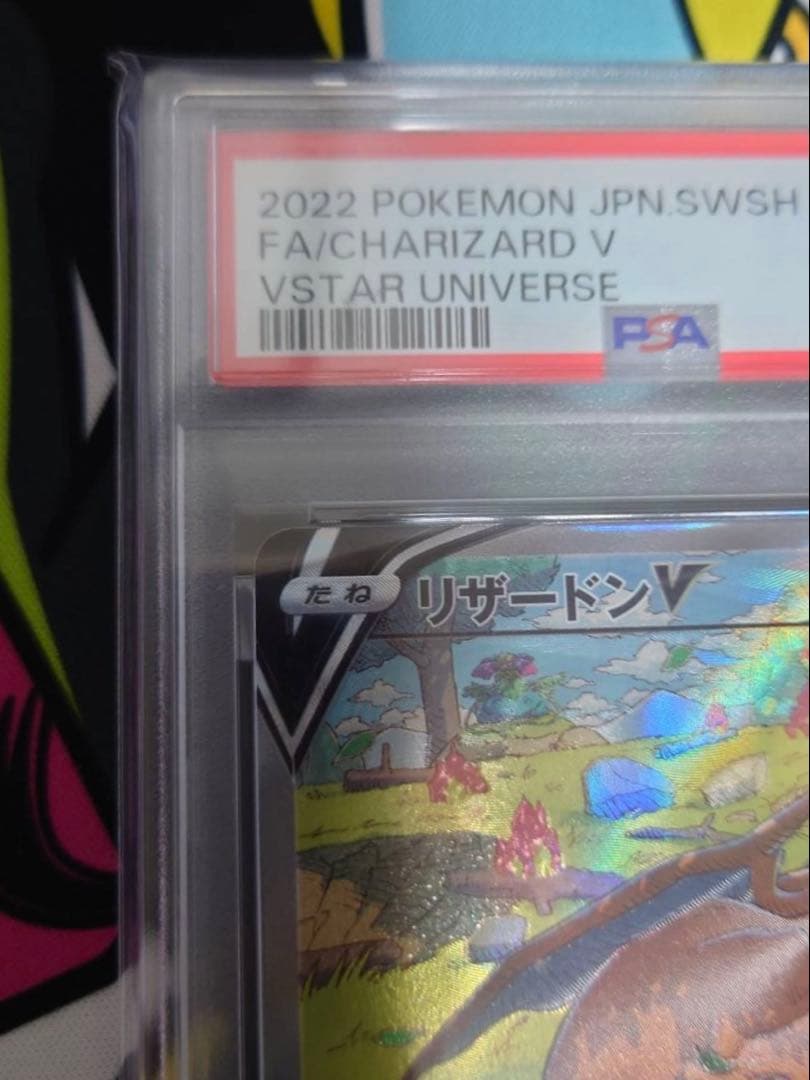 2022 POKEMON JPN.SWSH
FA/CHARIZARD V
VSTAR UNIVERSE
PSA
たね リザードンV